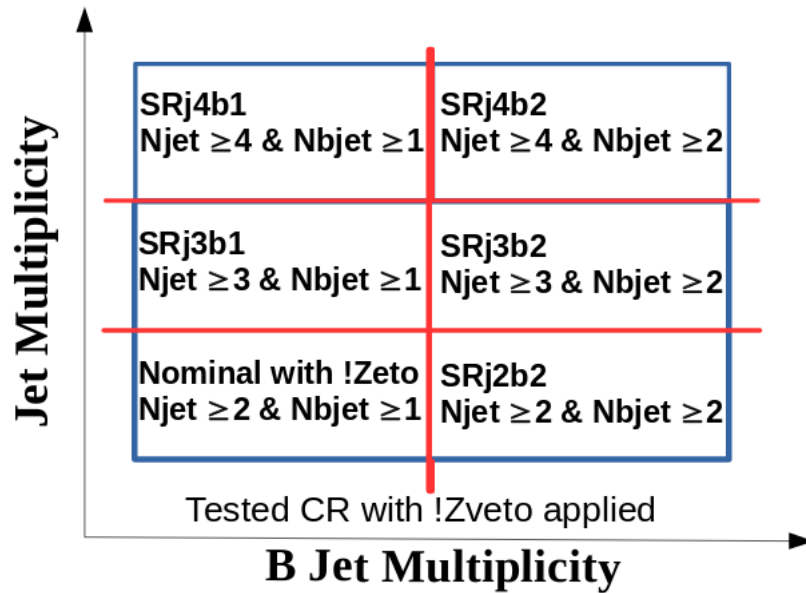 SRj4b1
Njet ≥4 & Nbjet ≥1
SRj4b2
Njet ≥4 & Nbjet ≥2
SRj3b1
Njet ≥3 & Nbjet ≥1
SRj3b2
Njet ≥3 & Nbjet ≥2
Nominal with !Zeto
Njet ≥2 & Nbjet ≥1
SRj2b2
Njet ≥2 & Nbjet ≥2
Tested CR with !Zveto applied
B Jet Multiplicity
Jet Multiplicity